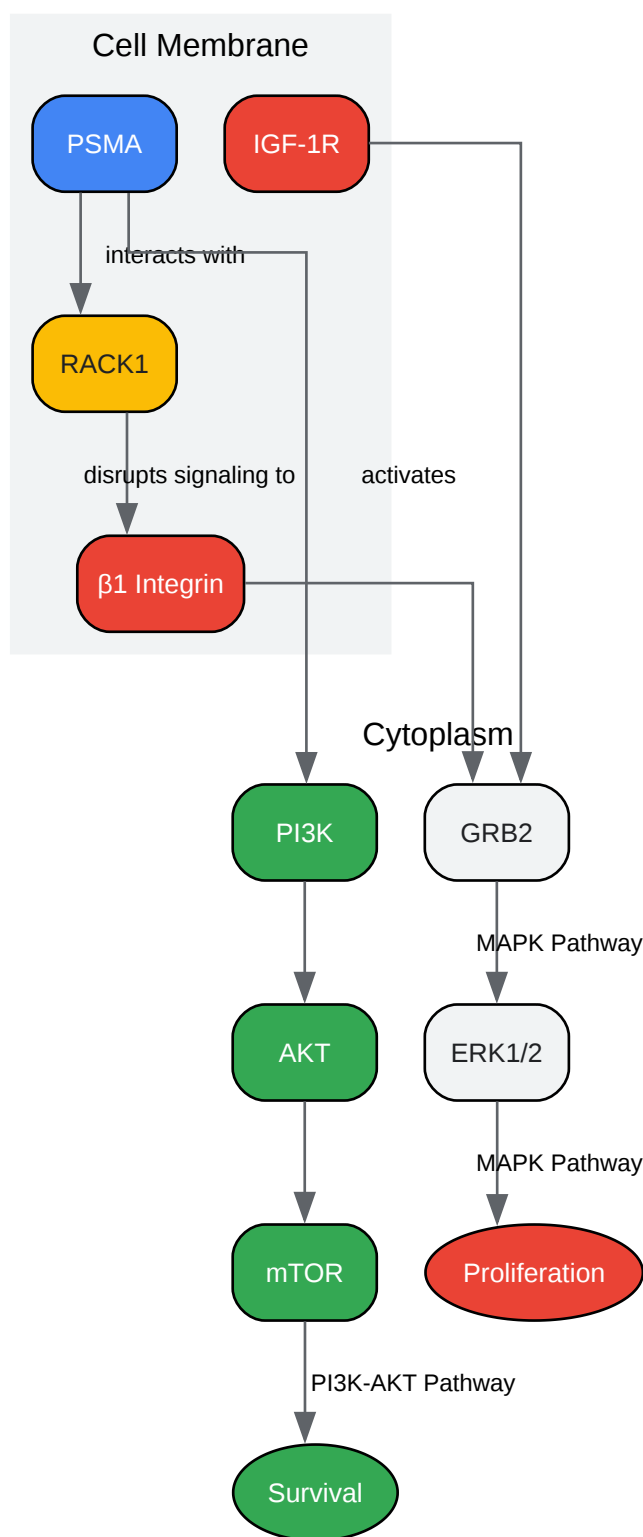 Cell Membrane
PSMA
IGF-1R
interacts with
RACK1
disrupts signaling to
activates
β1 Integrin
Cytoplasm
PI3K
GRB2
MAPK Pathway
AKT
ERK1/2
MAPK Pathway
mTOR
Proliferation
PI3K-AKT Pathway
Survival